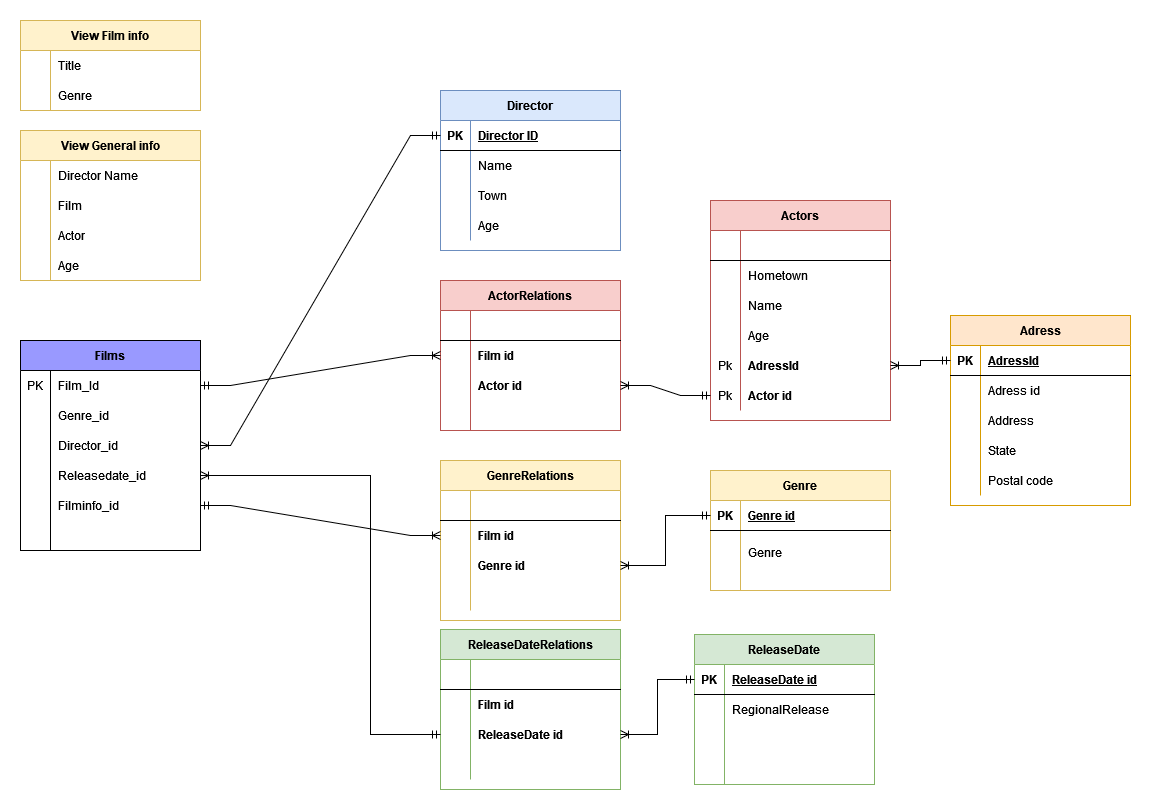 View Film info
Title
Genre
View General info
Director Name
Film
Actor
Age
Films
PK Film_Id
Genre_id
Director_id
Releasedate_id
Filminfo_id
Director
PK Director ID
Name
Town
Age
ActorRelations
Film id
Actor id
GenreRelations
Film id
Genre id
ReleaseDateRelations
Film id
ReleaseDate id
Actors
Hometown
Name
Age
Pk AdressId
Pk Actor id
Genre
PK Genre id
Genre
ReleaseDate
PK ReleaseDate id
RegionalRelease
Adress
PK AdressId
Adress id
Address
State
Postal code